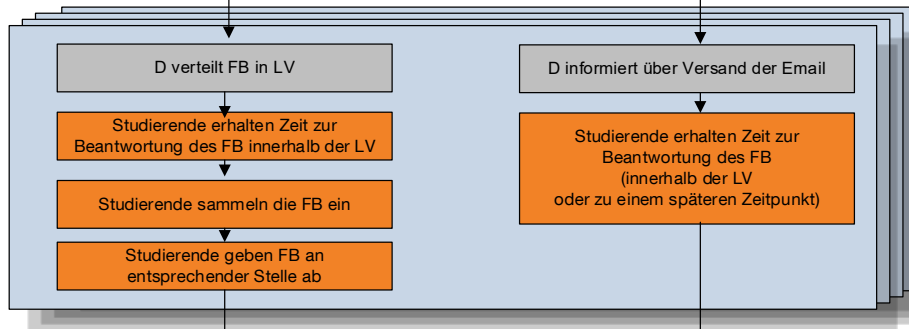 D verteilt FB in LV
Studierende erhalten Zeit zur
Beantwortung des FB innerhalb der LV
Studierende sammeln die FB ein
Studierende geben FB an
entsprechender Stelle ab
D informiert über Versand der Email
Studierende erhalten Zeit zur
Beantwortung des FB
(innerhalb der LV
oder zu einem späteren Zeitpunkt)